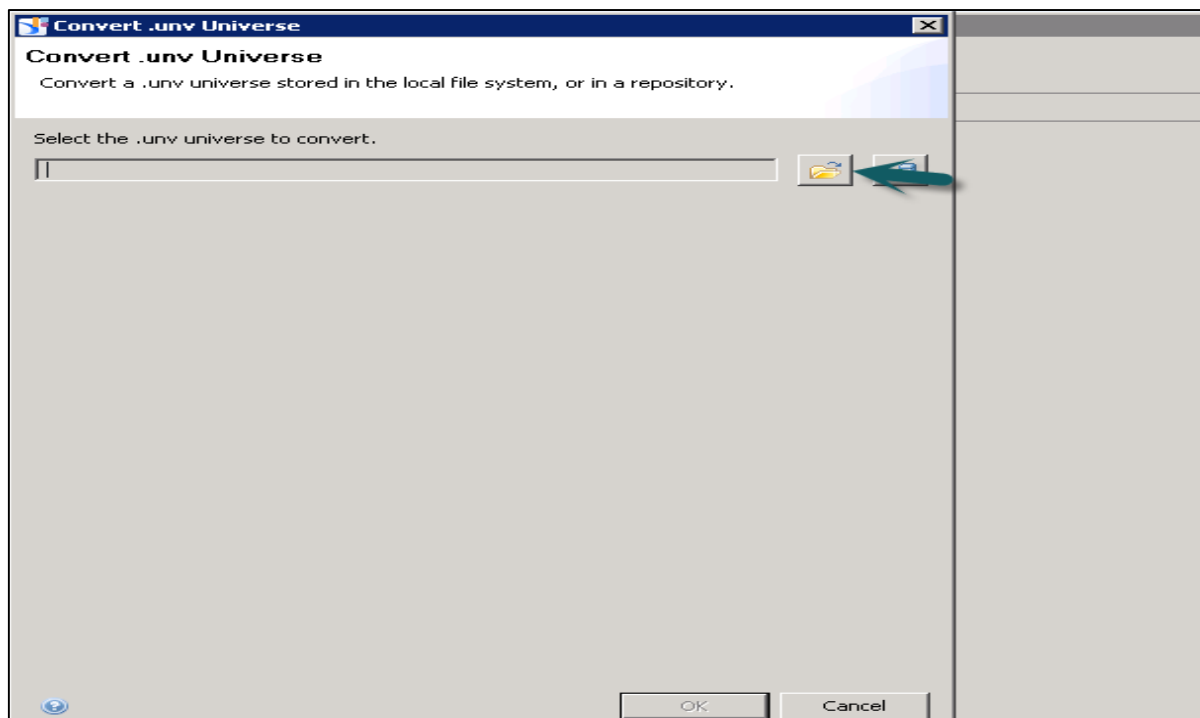 Convert .unv Universe
Convert .unv Universe
Convert a .unv universe stored in the local file system, or in a repository.
Select the .unv universe to convert.
OK
Cancel